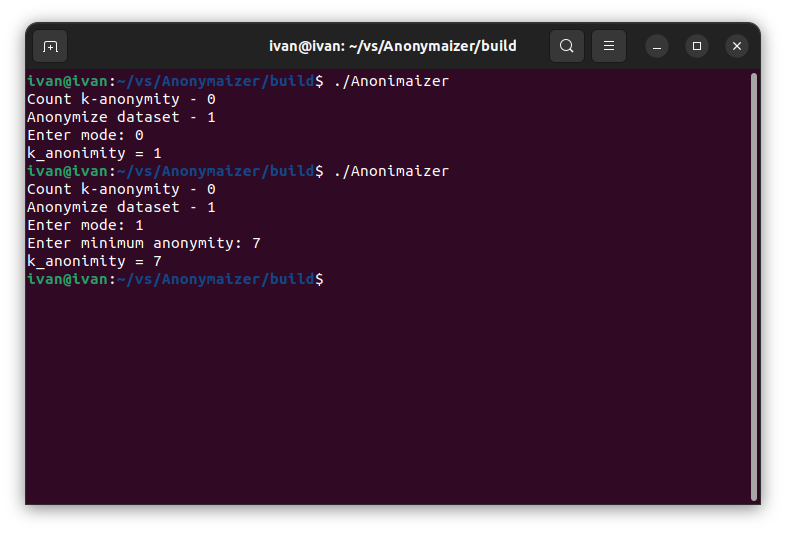 ivan@ivan: ~/vs/Anonymaizer/build
ivan@ivan:~/vs/Anonymaizer/build$ ./Anonimaizer
Count k-anonymity - 0
Anonymize dataset - 1
Enter mode: 0
k_anonimity = 1
ivan@ivan:~/vs/Anonymaizer/build$ ./Anonimaizer
Count k-anonymity - 0
Anonymize dataset - 1
Enter mode: 1
Enter minimum anonymity: 7
k_anonimity = 7
ivan@ivan:~/vs/Anonymaizer/build$